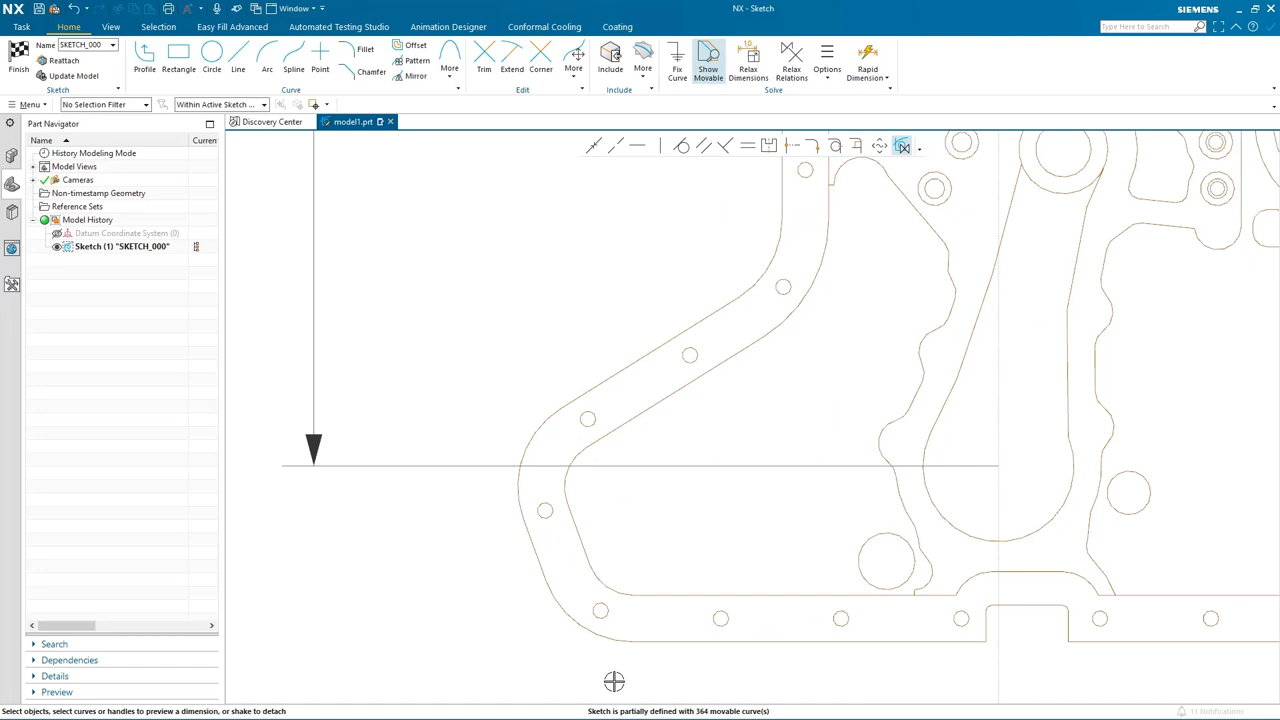 NX
Window
NX - Sketch
SIEMENS
Task
Home
View
Selection
Easy Fill Advanced
Automated Testing Studio
Animation Designer
Conformal Cooling
Coating
Type Here to Search
Finish
Name SKETCH_000
Reattach
Update Model
Sketch
Profile
Rectangle
Circle
Line
Arc
Spline
Point
Fillet
Chamfer
Offset
Pattern
Mirror
More
Curve
Trim
Extend
Corner
More
Edit
Include
More
Include
Fix Curve
Show Movable
Relax Dimensions
Relax Relations
Options
Rapid Dimension
Solve
Menu
No Selection Filter
Within Active Sketch ...
Part Navigator
Discovery Center
model1.prt
Name
Curren
History Modeling Mode
Model Views
Cameras
Non-timestamp Geometry
Reference Sets
Model History
Datum Coordinate System (0)
Sketch (1) "SKETCH_000"
Search
Dependencies
Details
Preview
Select objects, select curves or handles to preview a dimension, or shake to detach
Sketch is partially defined with 364 movable curve(s)
11 Notifications